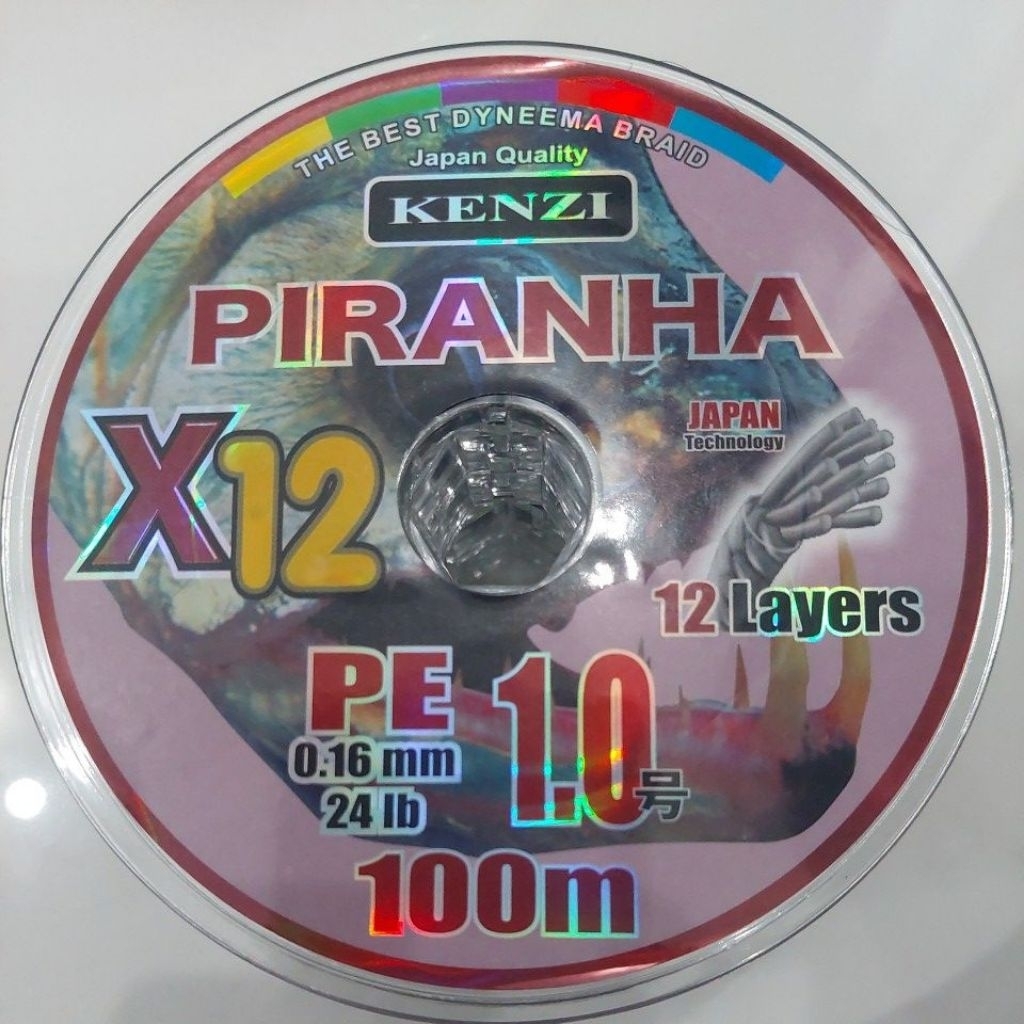 THE BEST DYNEEMA BRAID
Japan Quality
KENZI
PIRANHA
X12
JAPAN
Technology
12 Layers
PE 1.0号
0.16 mm
24 lb
100m